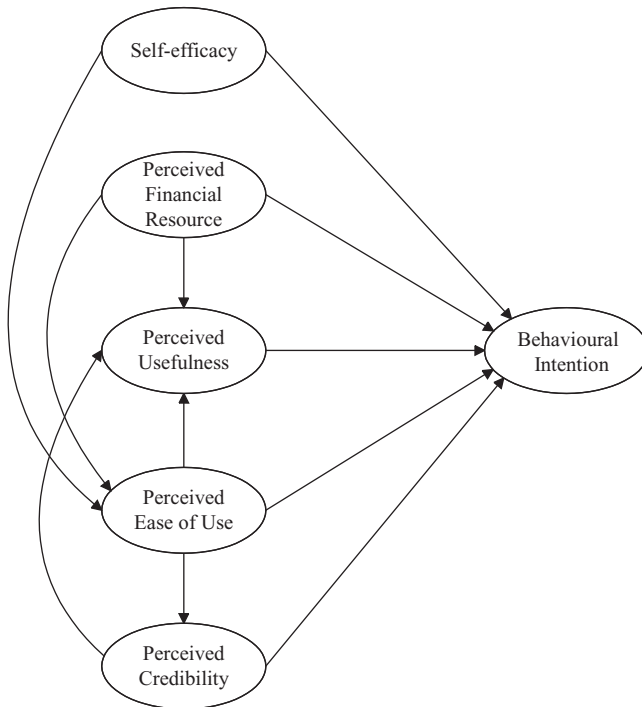 Self-efficacy
Perceived
Financial
Resource
Perceived
Usefulness
Behavioural
Intention
Perceived
Ease of Use
Perceived
Credibility